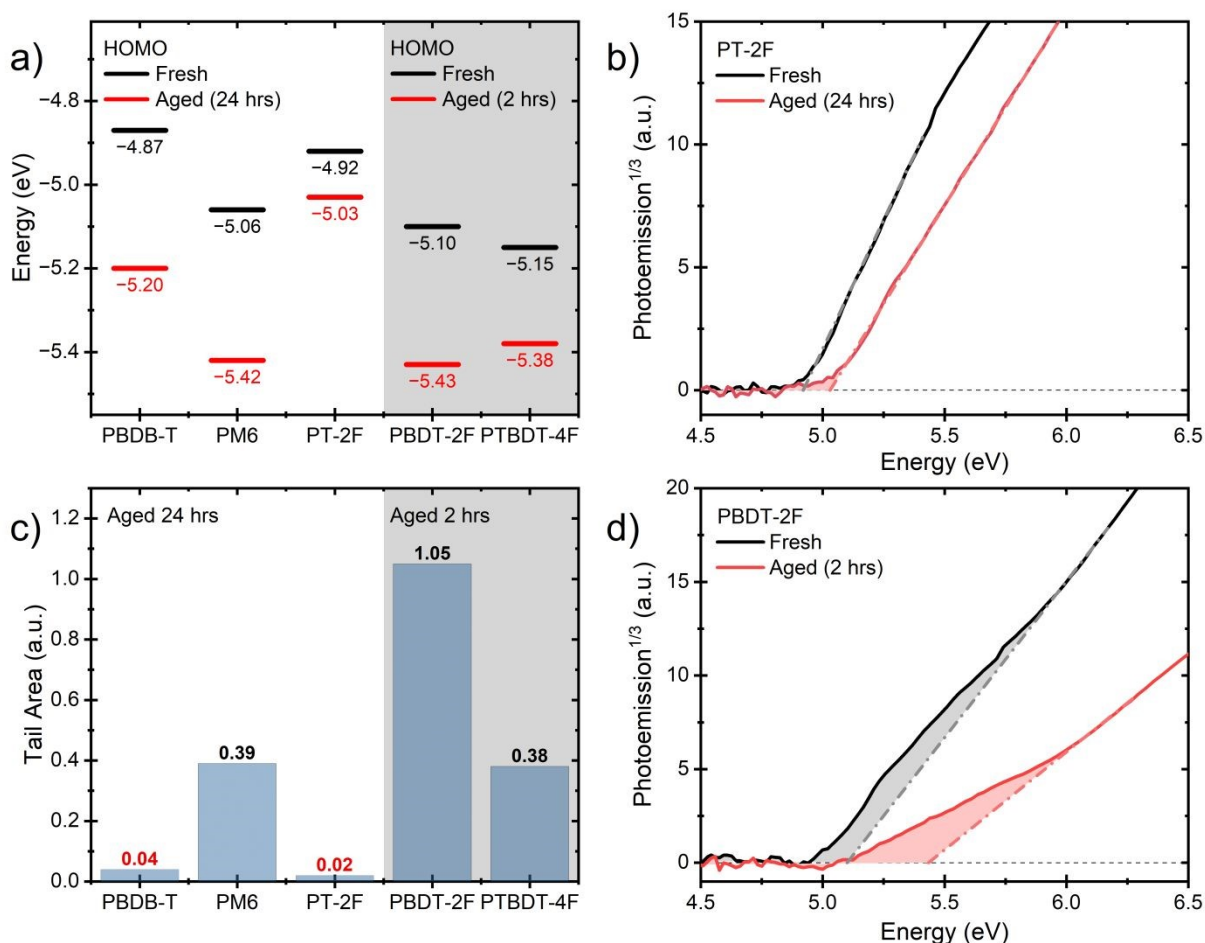 a)
HOMO
Fresh
Aged (24 hrs)
HOMO
Fresh
Aged (2 hrs)
Energy (eV)
−4.8
−5.0
−5.2
−5.4
−4.87
−5.20
−5.06
−5.42
−4.92
−5.03
−5.10
−5.43
−5.15
−5.38
PBDB-T PM6 PT-2F PBDT-2F PTBDT-4F
b)
PT-2F
Fresh
Aged (24 hrs)
Photoemission^1/3 (a.u.)
15
10
5
0
4.5 5.0 5.5 6.0 6.5
Energy (eV)
c)
Aged 24 hrs
Aged 2 hrs
Tail Area (a.u.)
1.2
1.0
0.8
0.6
0.4
0.2
0.0
0.04
0.39
0.02
1.05
0.38
PBDB-T PM6 PT-2F PBDT-2F PTBDT-4F
d)
PBDT-2F
Fresh
Aged (2 hrs)
Photoemission^1/3 (a.u.)
20
15
10
5
0
4.5 5.0 5.5 6.0 6.5
Energy (eV)